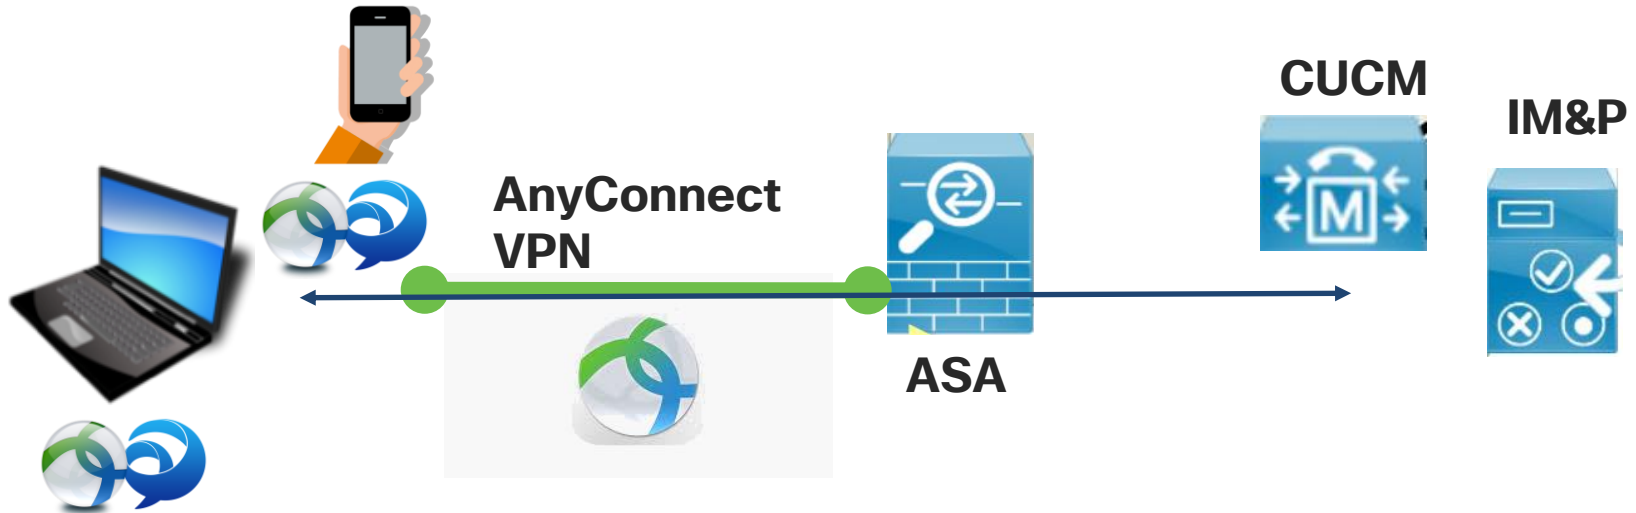 AnyConnect
VPN
ASA
CUCM
M
IM&P